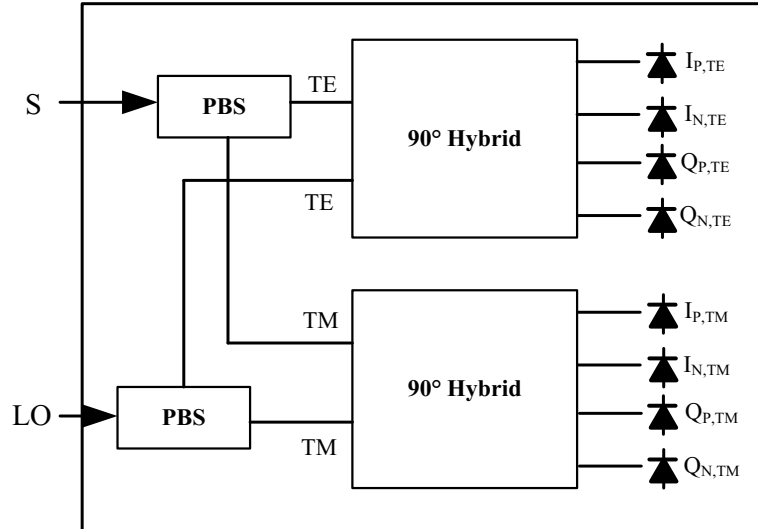 S
PBS
TE
TE
90° Hybrid
I_P,TE
I_N,TE
Q_P,TE
Q_N,TE
LO
PBS
TM
TM
90° Hybrid
I_P,TM
I_N,TM
Q_P,TM
Q_N,TM